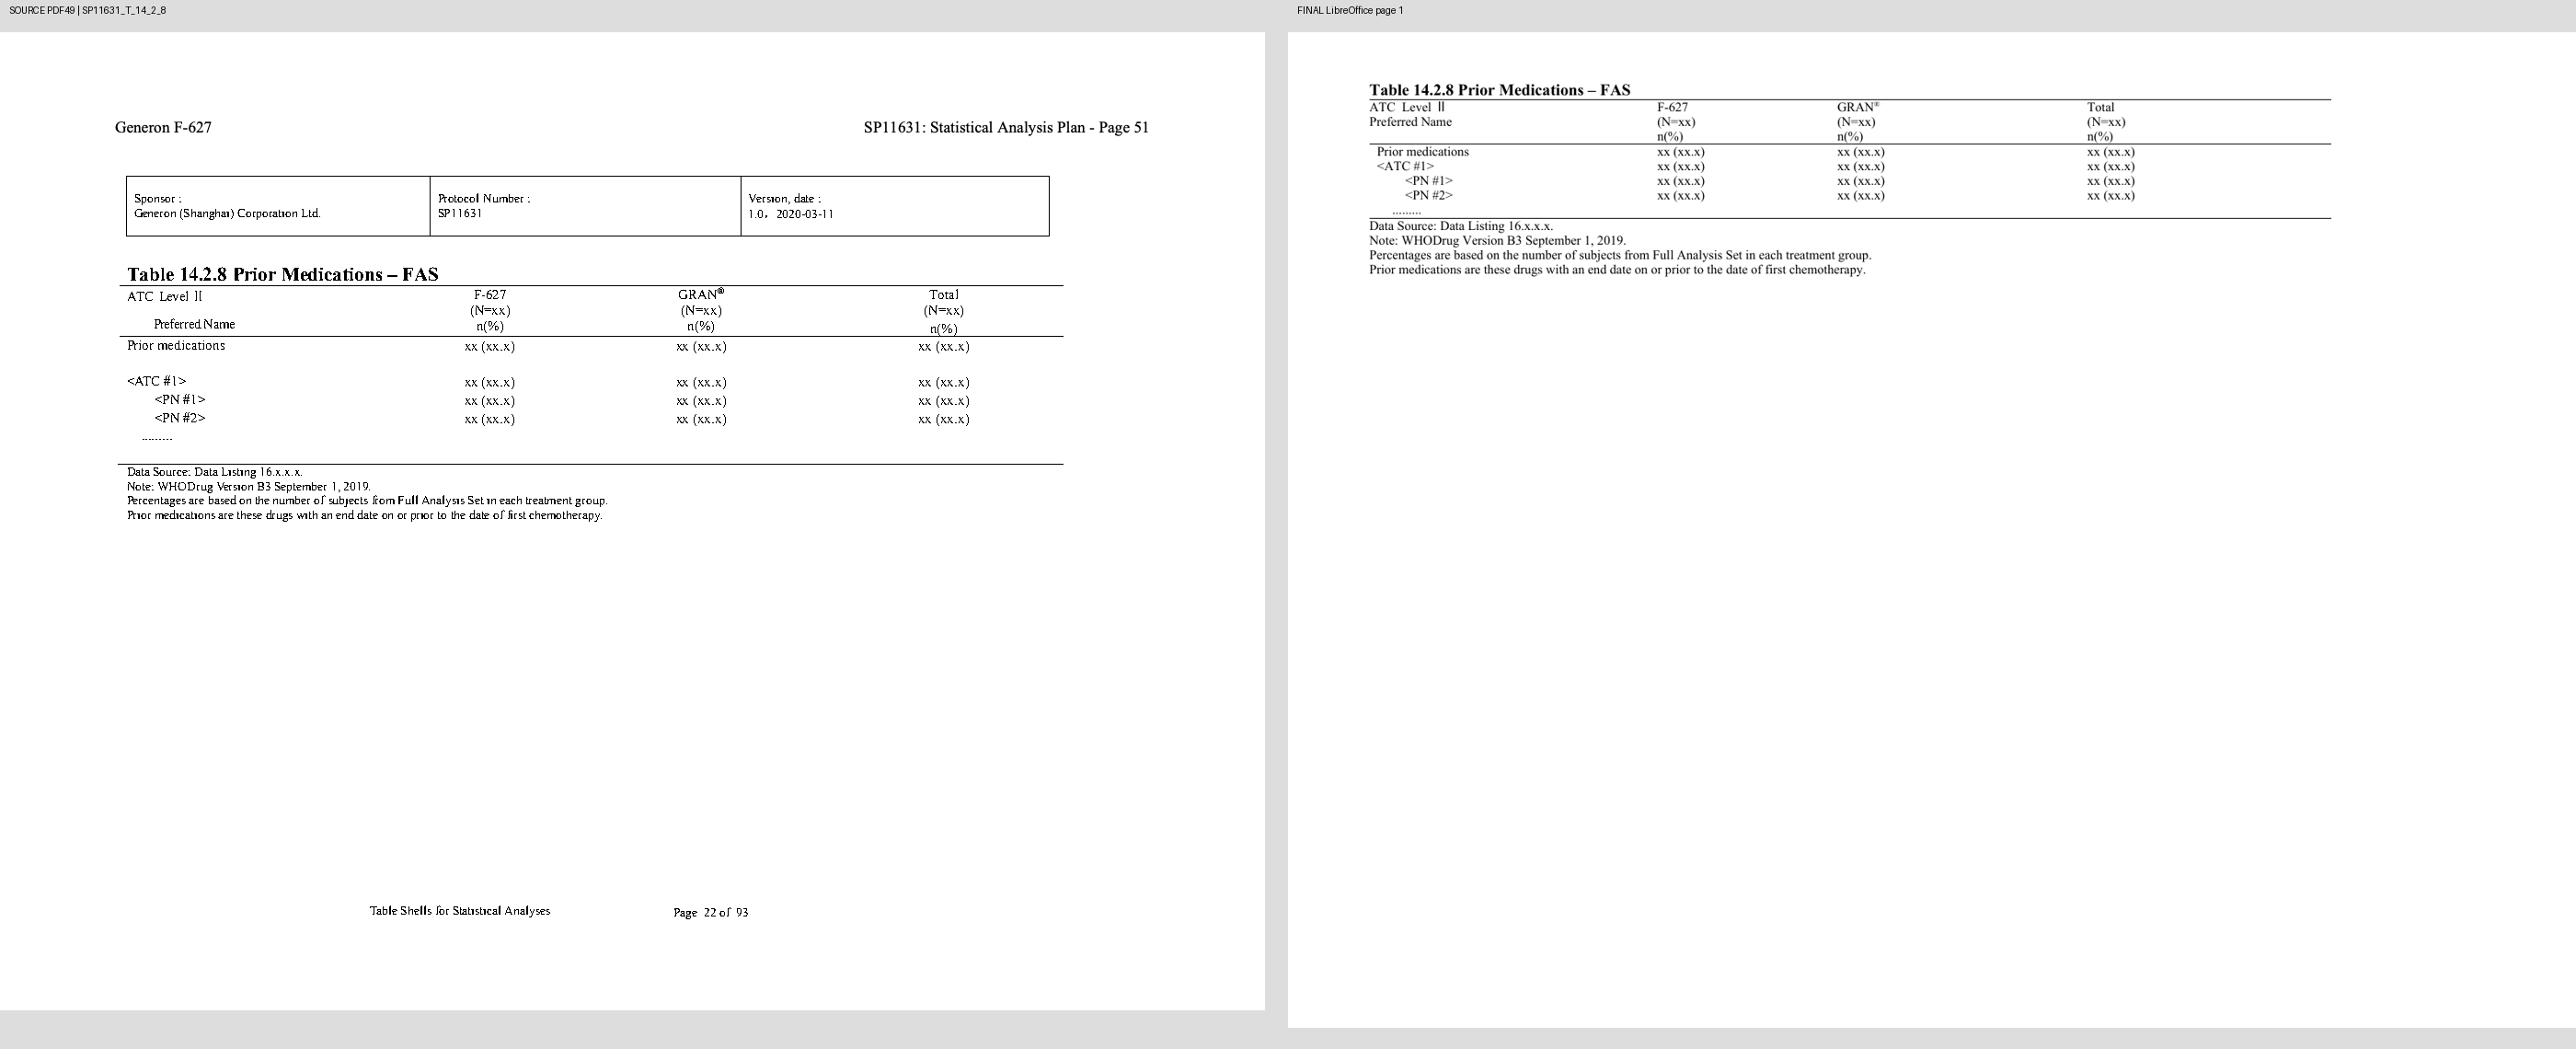 SOURCE PDF49 | SP11631_T_14_2_8
Generon F-627 SP11631: Statistical Analysis Plan - Page 51
Sponsor : Protocol Number : Version, date :
Generon (Shanghai) Corporation Ltd. SP11631 1.0，2020-03-11
Table 14.2.8 Prior Medications – FAS
ATC Level II F-627 GRAN® Total
(N=xx) (N=xx) (N=xx)
Preferred Name n(%) n(%) n(%)
Prior medications xx (xx.x) xx (xx.x) xx (xx.x)
<ATC #1> xx (xx.x) xx (xx.x) xx (xx.x)
<PN #1> xx (xx.x) xx (xx.x) xx (xx.x)
<PN #2> xx (xx.x) xx (xx.x) xx (xx.x)
.........
Data Source: Data Listing 16.x.x.x.
Note: WHODrug Version B3 September 1, 2019.
Percentages are based on the number of subjects from Full Analysis Set in each treatment group.
Prior medications are these drugs with an end date on or prior to the date of first chemotherapy.
Table Shells for Statistical Analyses Page 22 of 93
FINAL LibreOffice page 1
Table 14.2.8 Prior Medications – FAS
ATC Level Ⅱ F-627 GRAN® Total
Preferred Name (N=xx) (N=xx) (N=xx)
n(%) n(%) n(%)
Prior medications xx (xx.x) xx (xx.x) xx (xx.x)
<ATC #1> xx (xx.x) xx (xx.x) xx (xx.x)
<PN #1> xx (xx.x) xx (xx.x) xx (xx.x)
<PN #2> xx (xx.x) xx (xx.x) xx (xx.x)
.........
Data Source: Data Listing 16.x.x.x.
Note: WHODrug Version B3 September 1, 2019.
Percentages are based on the number of subjects from Full Analysis Set in each treatment group.
Prior medications are these drugs with an end date on or prior to the date of first chemotherapy.